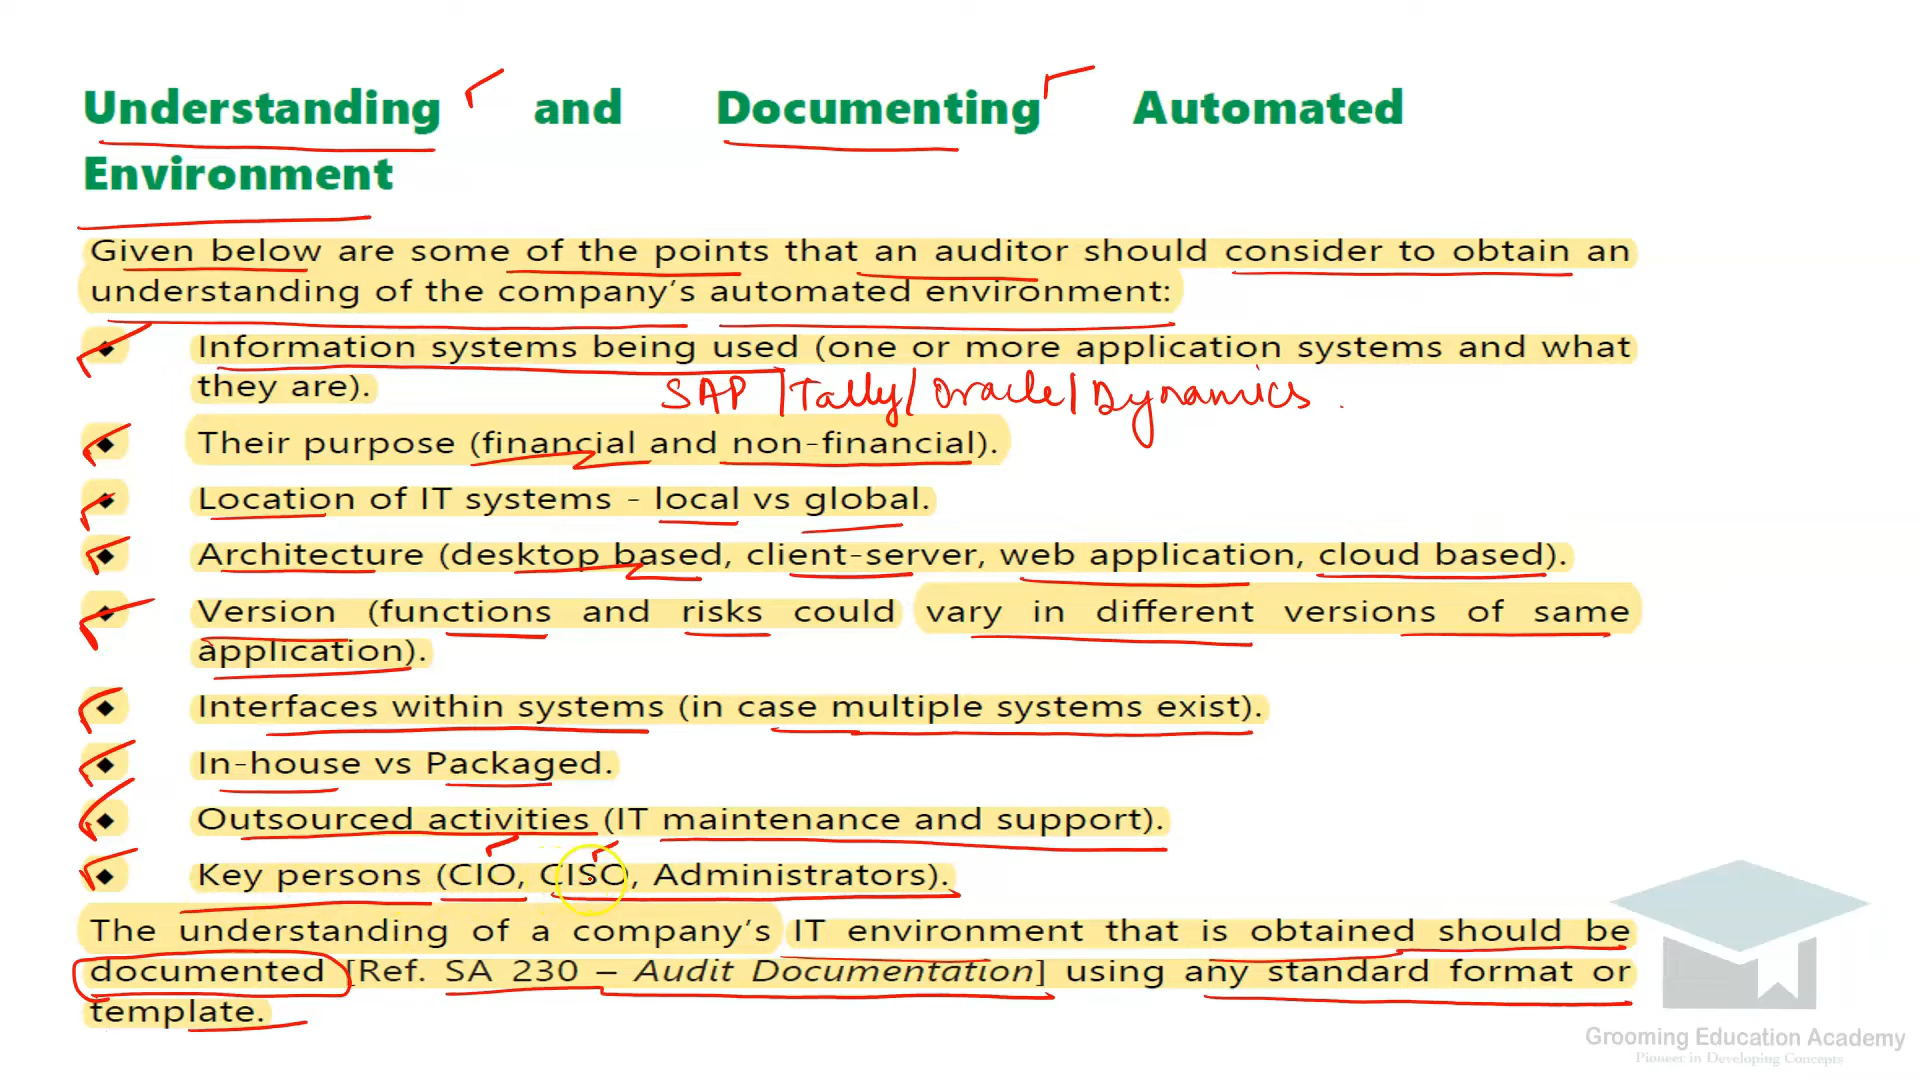 Understanding and Documenting Automated
Environment
Given below are some of the points that an auditor should consider to obtain an
understanding of the company's automated environment:
◆ Information systems being used (one or more application systems and what
they are).
SAP | Tally/ Oracle/ Dynamics.
◆ Their purpose (financial and non-financial).
◆ Location of IT systems - local vs global.
◆ Architecture (desktop based, client-server, web application, cloud based).
◆ Version (functions and risks could vary in different versions of same
application).
◆ Interfaces within systems (in case multiple systems exist).
◆ In-house vs Packaged.
◆ Outsourced activities (IT maintenance and support).
◆ Key persons (CIO, CISO, Administrators).
The understanding of a company's IT environment that is obtained should be
documented [Ref. SA 230 – Audit Documentation] using any standard format or
template.
Grooming Education Academy
Pioneer in Developing Concepts